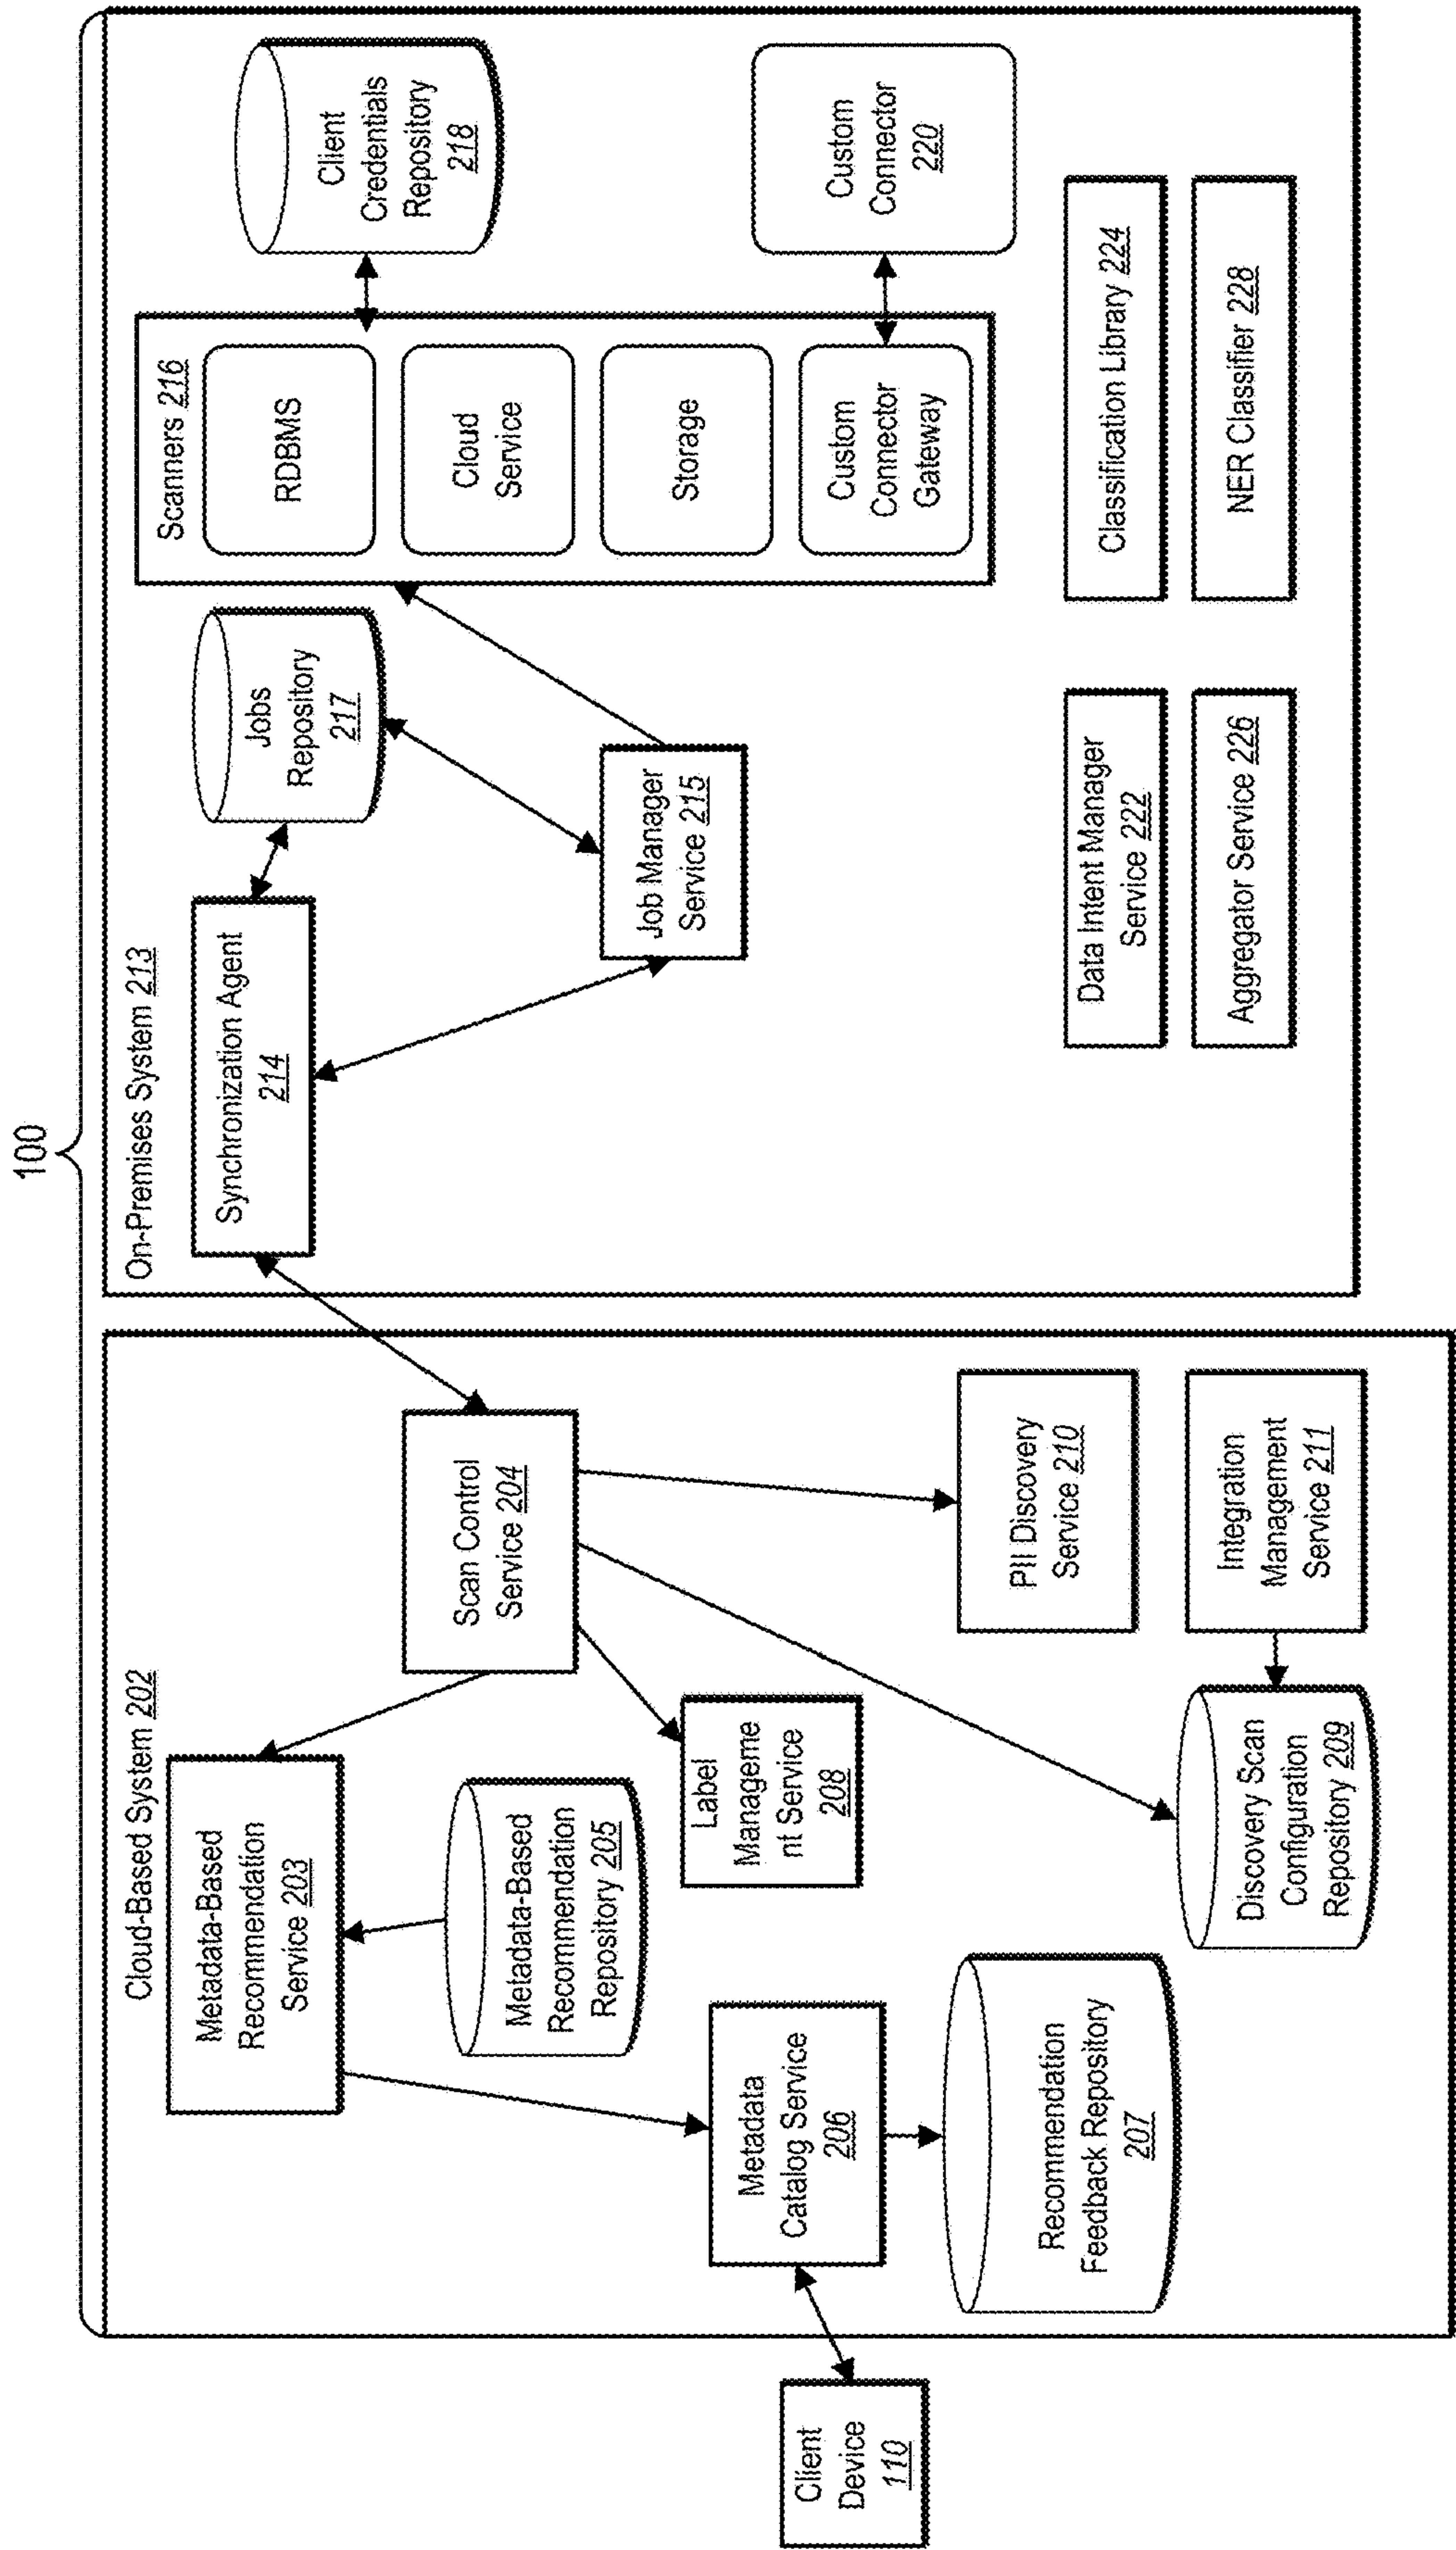 100
Cloud-Based System 202
Metadata-Based
Recommendation
Service 203
Metadata-Based
Recommendation
Repository 205
Scan Control
Service 204
Label
Manageme
nt Service
208
Metadata
Catalog Service
206
Client
Device
110
Recommendation
Feedback Repository
207
PII Discovery
Service 210
Discovery Scan
Configuration
Repository 209
Integration
Management
Service 211
On-Premises System 213
Synchronization Agent
214
Jobs
Repository
217
Job Manager
Service 215
Scanners 216
RDBMS
Cloud
Service
Storage
Custom
Connector
Gateway
Client
Credentials
Repository
218
Custom
Connector
220
Data Intent Manager
Service 222
Classification Library 224
Aggregator Service 226
NER Classifier 228